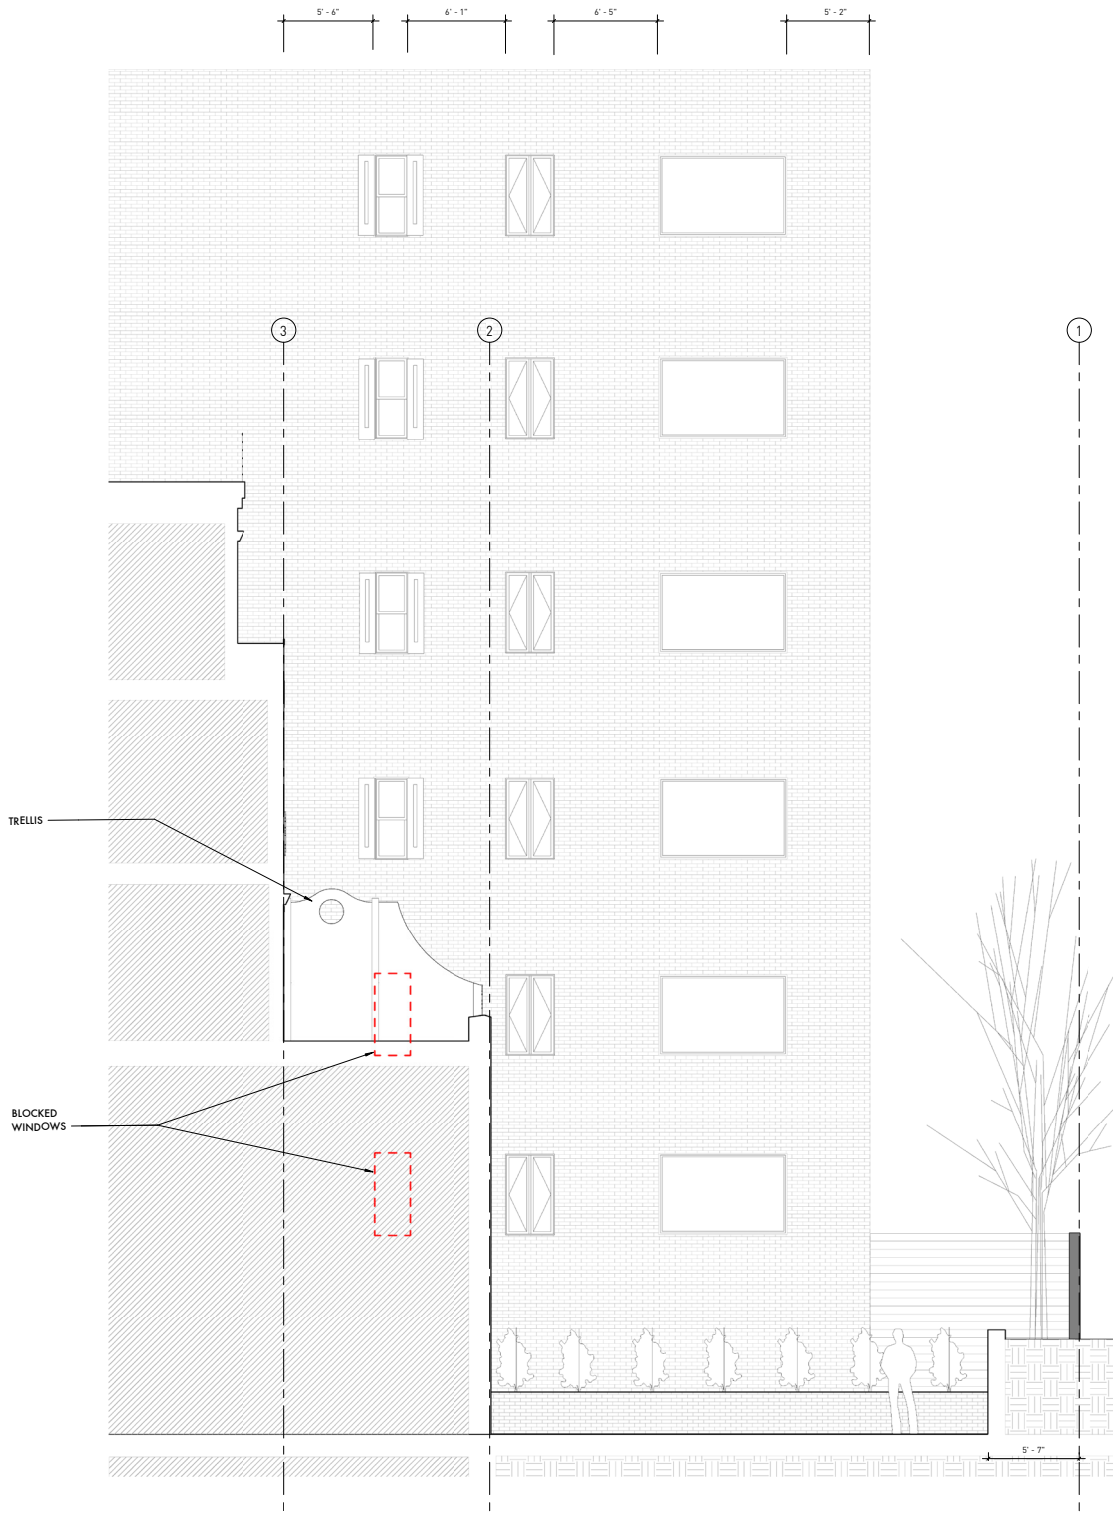 5' - 6"
6' - 1"
6' - 5"
5' - 2"
3
2
1
TRELLIS
BLOCKED
WINDOWS
5' - 7"